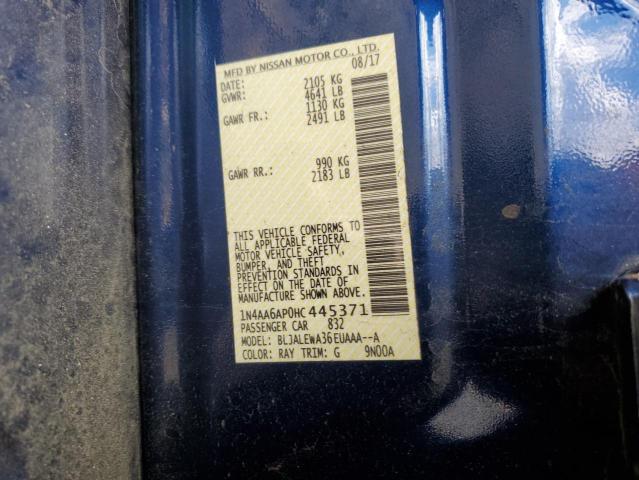 MFD BY NISSAN MOTOR CO., LTD.
DATE: 08/17
GVWR: 2105 KG
4641 LB
GAWR FR.: 1130 KG
2491 LB
GAWR RR.: 990 KG
2183 LB
THIS VEHICLE CONFORMS TO
ALL APPLICABLE FEDERAL
MOTOR VEHICLE SAFETY,
BUMPER, AND THEFT
PREVENTION STANDARDS IN
EFFECT ON THE DATE OF
MANUFACTURE SHOWN ABOVE.
1N4AA6AP0HC 445371
PASSENGER CAR 832
MODEL: BLJALEWA36EUAAA--A
COLOR: RAY TRIM: G 9N00A